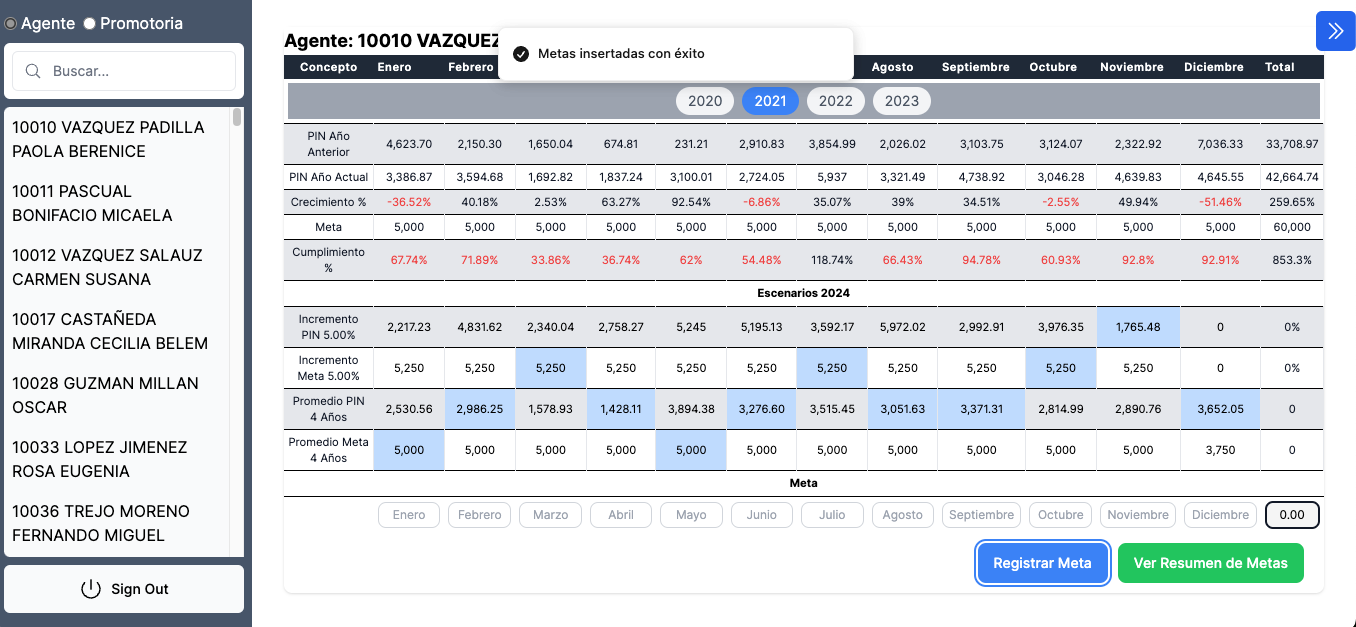 Agente Promotoria
Buscar...
10010 VAZQUEZ PADILLA
PAOLA BERENICE
10011 PASCUAL
BONIFACIO MICAELA
10012 VAZQUEZ SALAUZ
CARMEN SUSANA
10017 CASTAÑEDA
MIRANDA CECILIA BELEM
10028 GUZMAN MILLAN
OSCAR
10033 LOPEZ JIMENEZ
ROSA EUGENIA
10036 TREJO MORENO
FERNANDO MIGUEL
Sign Out
Agente: 10010 VAZQUEZ
Metas insertadas con éxito
Concepto Enero Febrero Agosto Septiembre Octubre Noviembre Diciembre Total
2020 2021 2022 2023
PIN Año
Anterior
4,623.70 2,150.30 1,650.04 674.81 231.21 2,910.83 3,854.99 2,026.02 3,103.75 3,124.07 2,322.92 7,036.33 33,708.97
PIN Año Actual 3,386.87 3,594.68 1,692.82 1,837.24 3,100.01 2,724.05 5,937 3,321.49 4,738.92 3,046.28 4,639.83 4,645.55 42,664.74
Crecimiento % -36.52% 40.18% 2.53% 63.27% 92.54% -6.86% 35.07% 39% 34.51% -2.55% 49.94% -51.46% 259.65%
Meta 5,000 5,000 5,000 5,000 5,000 5,000 5,000 5,000 5,000 5,000 5,000 5,000 60,000
Cumplimiento
%
67.74% 71.89% 33.86% 36.74% 62% 54.48% 118.74% 66.43% 94.78% 60.93% 92.8% 92.91% 853.3%
Escenarios 2024
Incremento
PIN 5.00%
2,217.23 4,831.62 2,340.04 2,758.27 5,245 5,195.13 3,592.17 5,972.02 2,992.91 3,976.35 1,765.48 0 0%
Incremento
Meta 5.00%
5,250 5,250 5,250 5,250 5,250 5,250 5,250 5,250 5,250 5,250 5,250 0 0%
Promedio PIN
4 Años
2,530.56 2,986.25 1,578.93 1,428.11 3,894.38 3,276.60 3,515.45 3,051.63 3,371.31 2,814.99 2,890.76 3,652.05 0
Promedio Meta
4 Años
5,000 5,000 5,000 5,000 5,000 5,000 5,000 5,000 5,000 5,000 5,000 3,750 0
Meta
Enero Febrero Marzo Abril Mayo Junio Julio Agosto Septiembre Octubre Noviembre Diciembre 0.00
Registrar Meta Ver Resumen de Metas